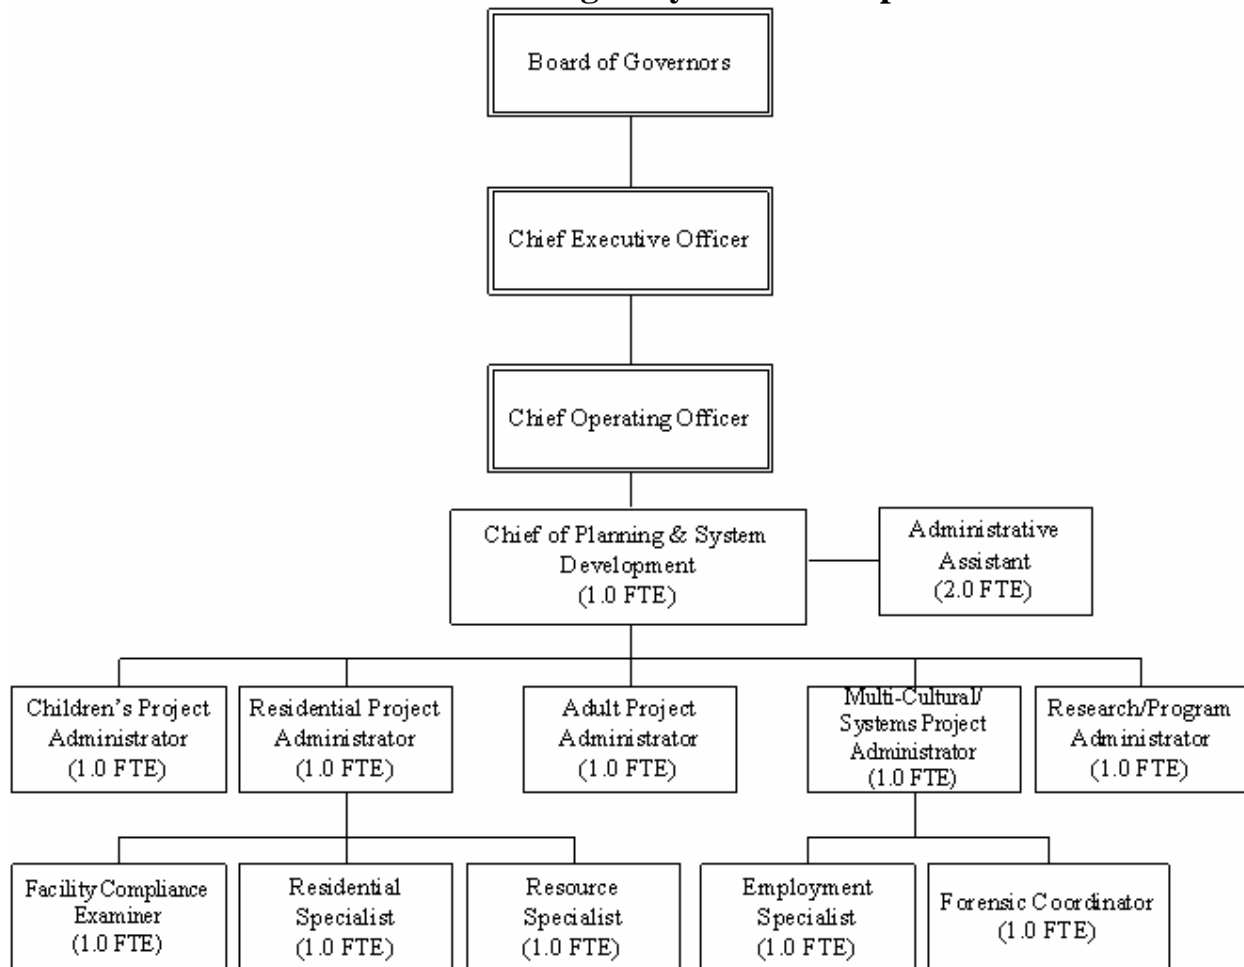 Board of Governors
Chief Executive Officer
Chief Operating Officer
Chief of Planning & System
Development
(1.0 FTE)
Administrative
Assistant
(2.0 FTE)
Children's Project
Administrator
(1.0 FTE)
Residential Project
Administrator
(1.0 FTE)
Adult Project
Administrator
(1.0 FTE)
Multi-Cultural/
Systems Project
Administrator
(1.0 FTE)
Research/Program
Administrator
(1.0 FTE)
Facility Compliance
Examiner
(1.0 FTE)
Residential
Specialist
(1.0 FTE)
Resource
Specialist
(1.0 FTE)
Employment
Specialist
(1.0 FTE)
Forensic Coordinator
(1.0 FTE)